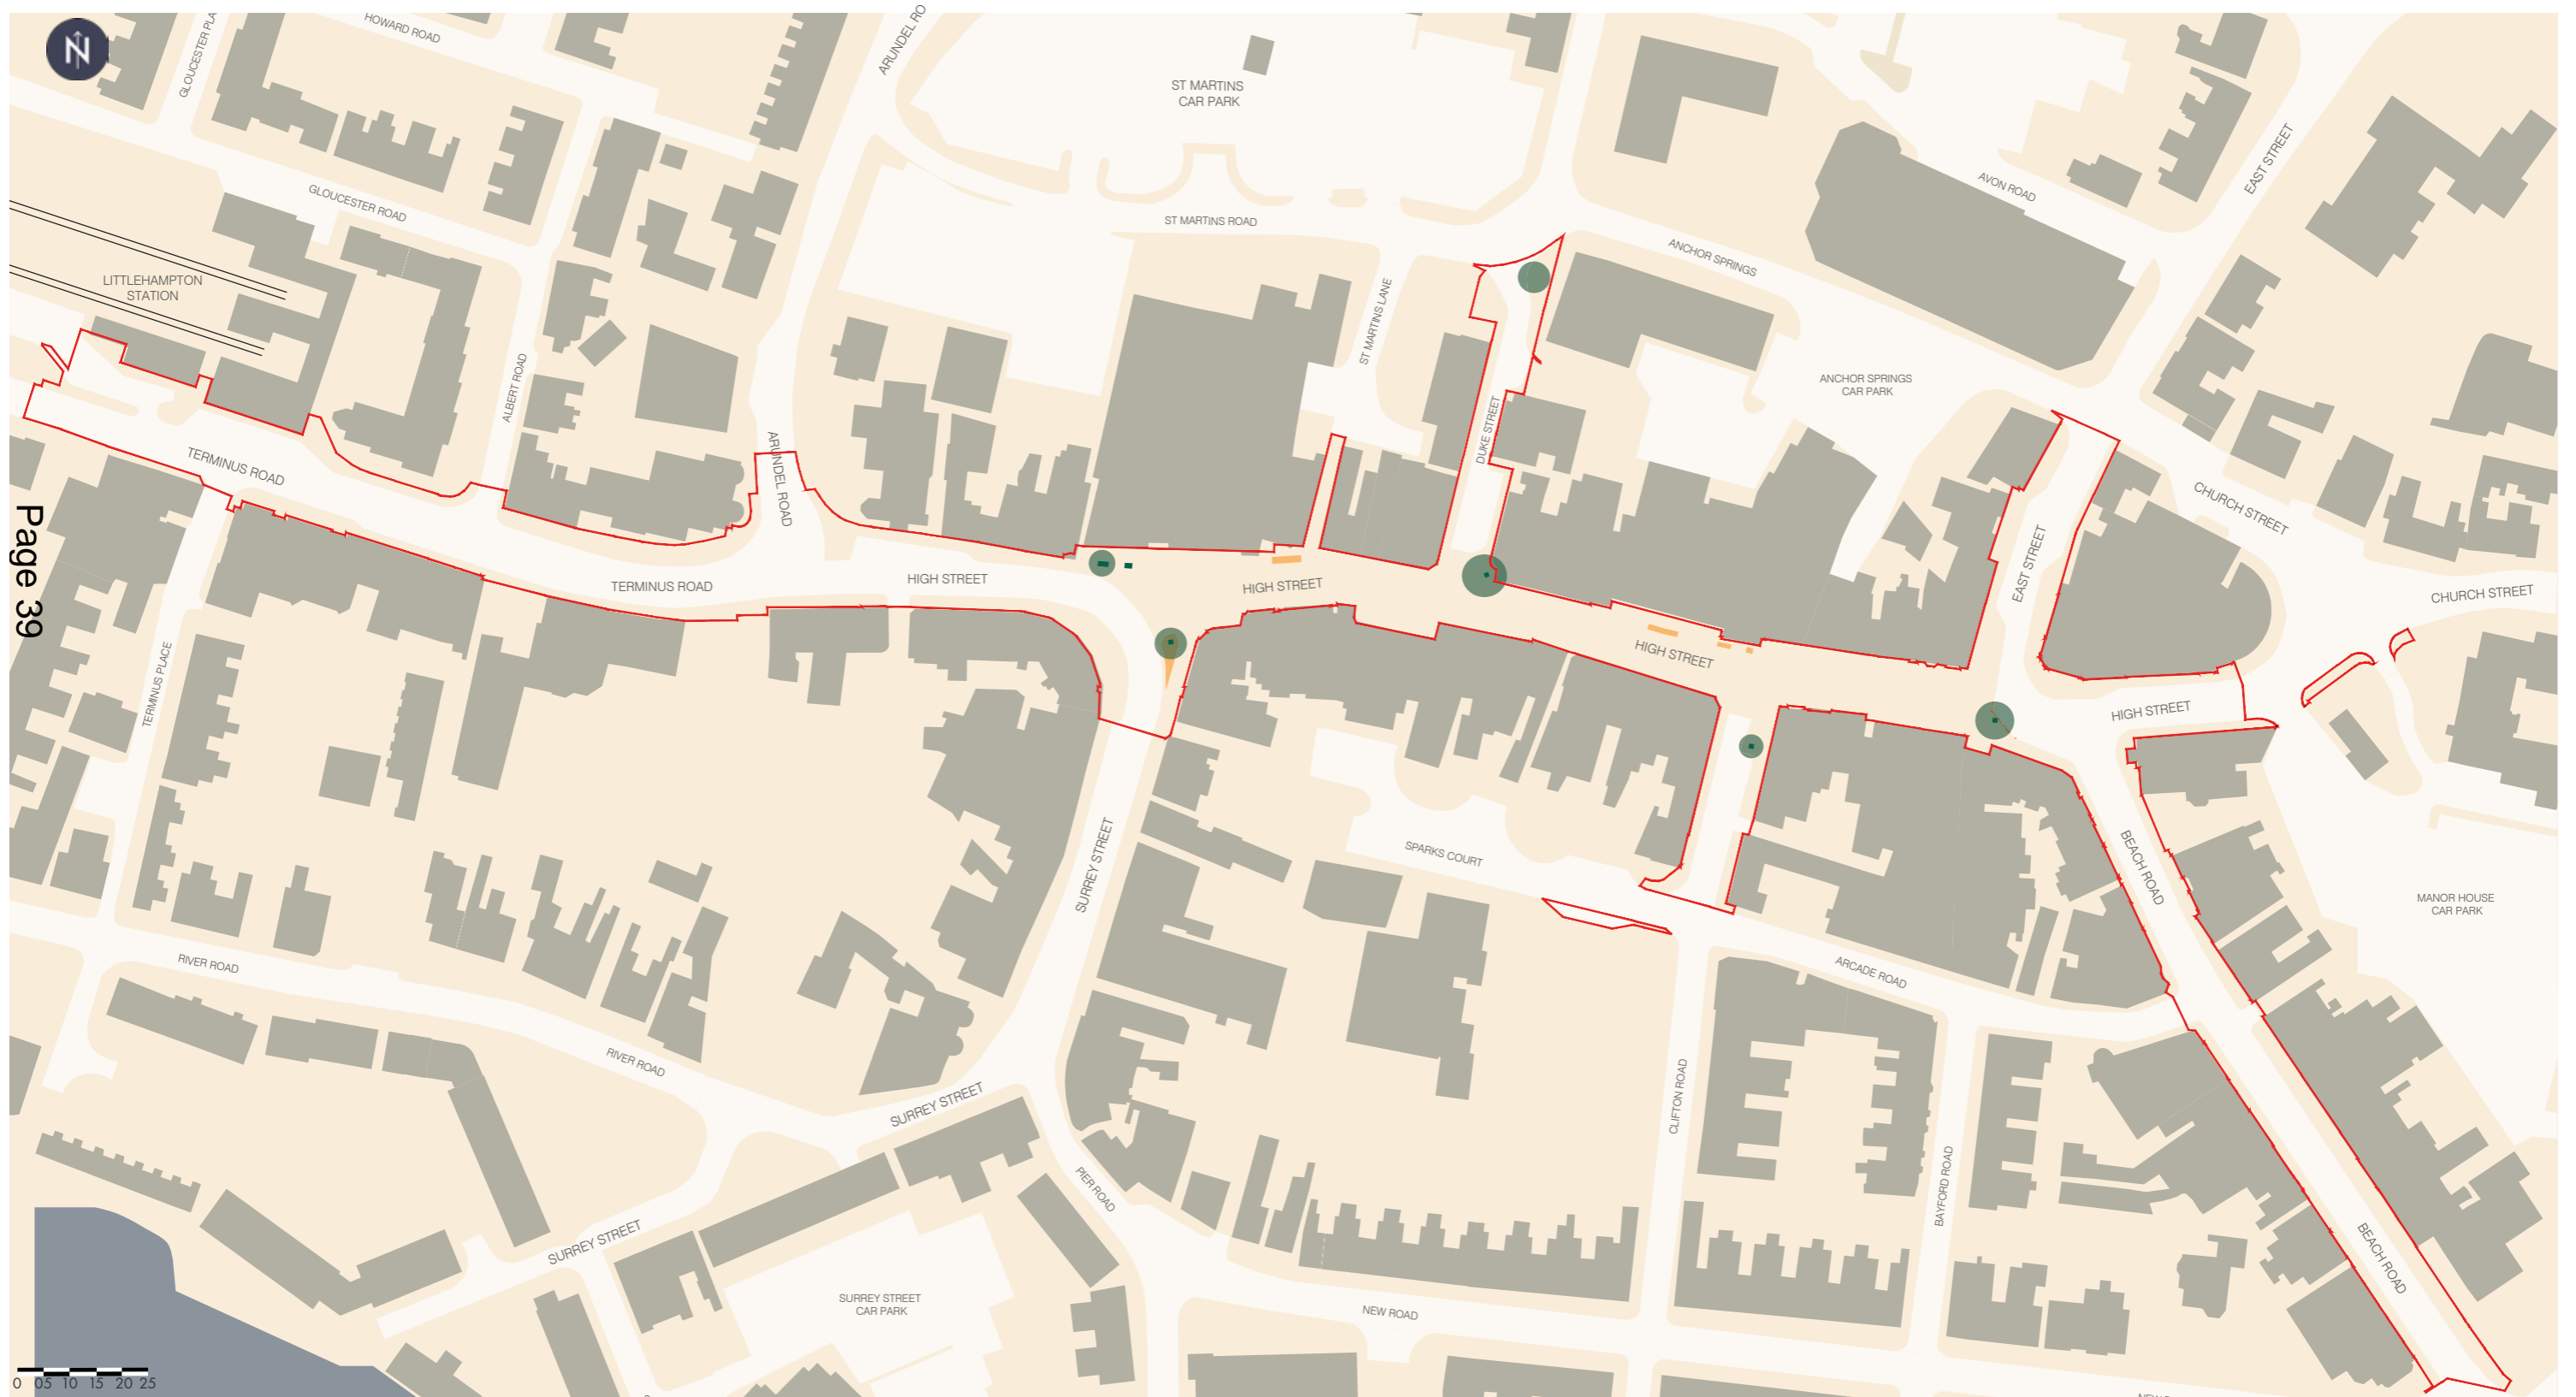 HOWARD ROAD
GLOUCESTER PLA
ARUNDEL RO
N
ST MARTINS
CAR PARK
EAST STREET
AVON ROAD
GLOUCESTER ROAD
ST MARTINS ROAD
ANCHOR SPRINGS
LITTLEHAMPTON
STATION
ST MARTINS LANE
ALBERT ROAD
ANCHOR SPRINGS
CAR PARK
DUKE STREET
TERMINUS ROAD
ARUNDEL ROAD
CHURCH STREET
EAST STREET
Page 39
TERMINUS ROAD
HIGH STREET
HIGH STREET
CHURCH STREET
HIGH STREET
TERMINUS PLACE
HIGH STREET
SURREY STREET
SPARKS COURT
BEACH ROAD
MANOR HOUSE
CAR PARK
RIVER ROAD
ARCADE ROAD
RIVER ROAD
SURREY STREET
CLIFTON ROAD
PIER ROAD
BAYFORD ROAD
SURREY STREET
BEACH ROAD
SURREY STREET
CAR PARK
NEW ROAD
0 05 10 15 20 25